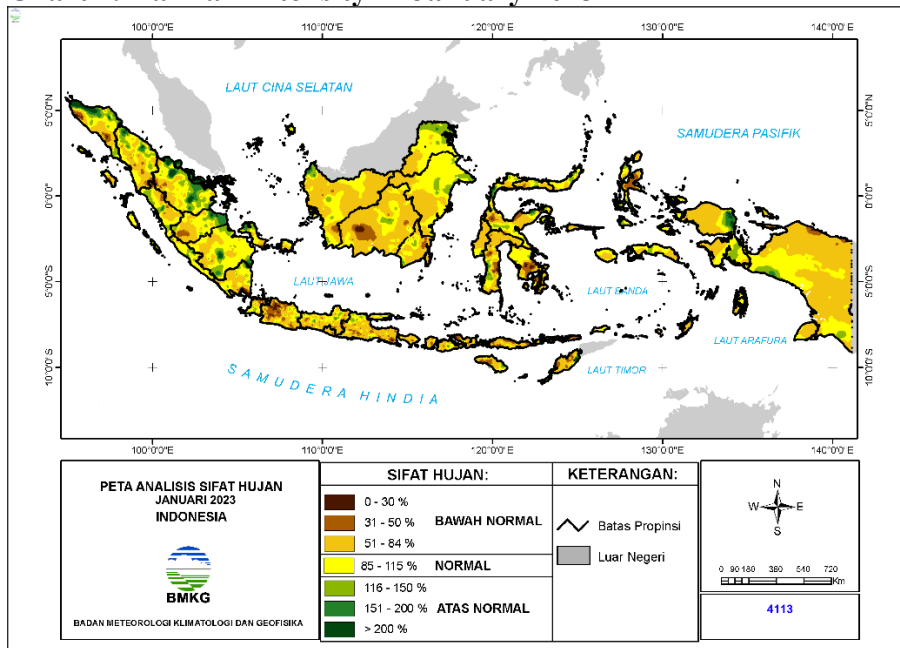 100°0'0"E 110°0'0"E 120°0'0"E 130°0'0"E 140°0'0"E
LAUT CINA SELATAN
5°0'0"N 5°0'0"N
SAMUDERA PASIFIK
0°0'0" 0°0'0"
LAUT JAWA
LAUT BANDA
5°0'0"S 5°0'0"S
LAUT ARAFURA
LAUT TIMOR
10°0'0"S 10°0'0"S
SAMUDERA HINDIA
100°0'0"E 110°0'0"E 120°0'0"E 130°0'0"E 140°0'0"E
PETA ANALISIS SIFAT HUJAN
JANUARI 2023
INDONESIA
BMKG
BADAN METEOROLOGI KLIMATOLOGI DAN GEOFISIKA
SIFAT HUJAN:
0 - 30 %
31 - 50 % BAWAH NORMAL
51 - 84 %
85 - 115 % NORMAL
116 - 150%
151 - 200% ATAS NORMAL
> 200 %
KETERANGAN:
Batas Propinsi
Luar Negeri
N
W E
S
0 90 180 360 540 720
Km
4113